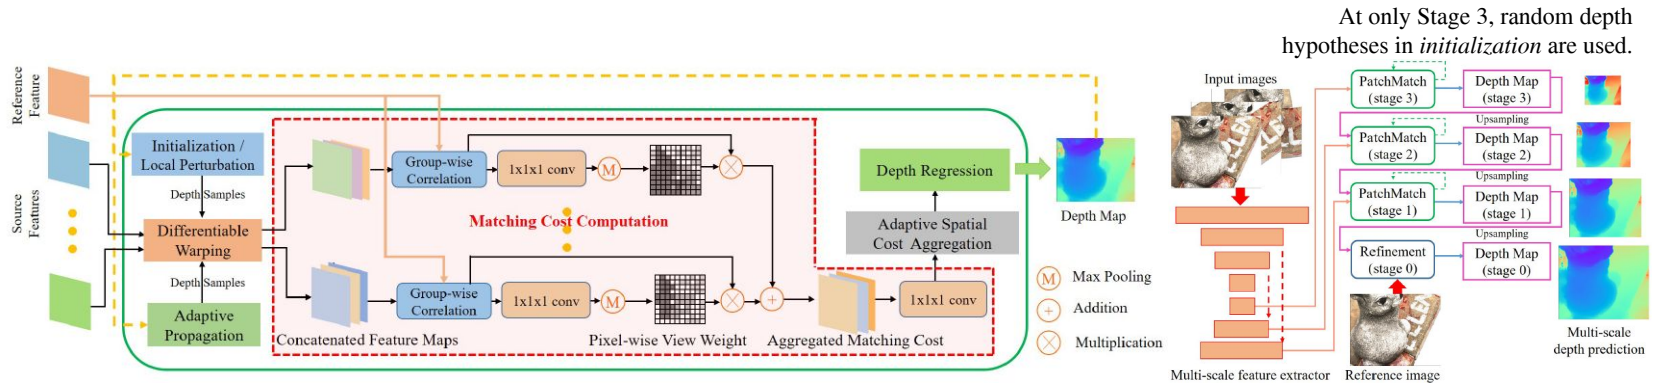 At only Stage 3, random depth
hypotheses in initialization are used.
Reference
Feature
Source
Features
Initialization /
Local Perturbation
Depth Samples
Differentiable
Warping
Depth Samples
Adaptive
Propagation
Group-wise
Correlation
1x1x1 conv
M
Matching Cost Computation
Group-wise
Correlation
1x1x1 conv
M
+
Concatenated Feature Maps
Pixel-wise View Weight
Aggregated Matching Cost
1x1x1 conv
Adaptive Spatial
Cost Aggregation
Depth Regression
Depth Map
M Max Pooling
+ Addition
× Multiplication
Input images
Multi-scale feature extractor
PatchMatch
(stage 3)
Depth Map
(stage 3)
Upsampling
PatchMatch
(stage 2)
Depth Map
(stage 2)
Upsampling
PatchMatch
(stage 1)
Depth Map
(stage 1)
Upsampling
Refinement
(stage 0)
Depth Map
(stage 0)
Reference image
Multi-scale
depth prediction